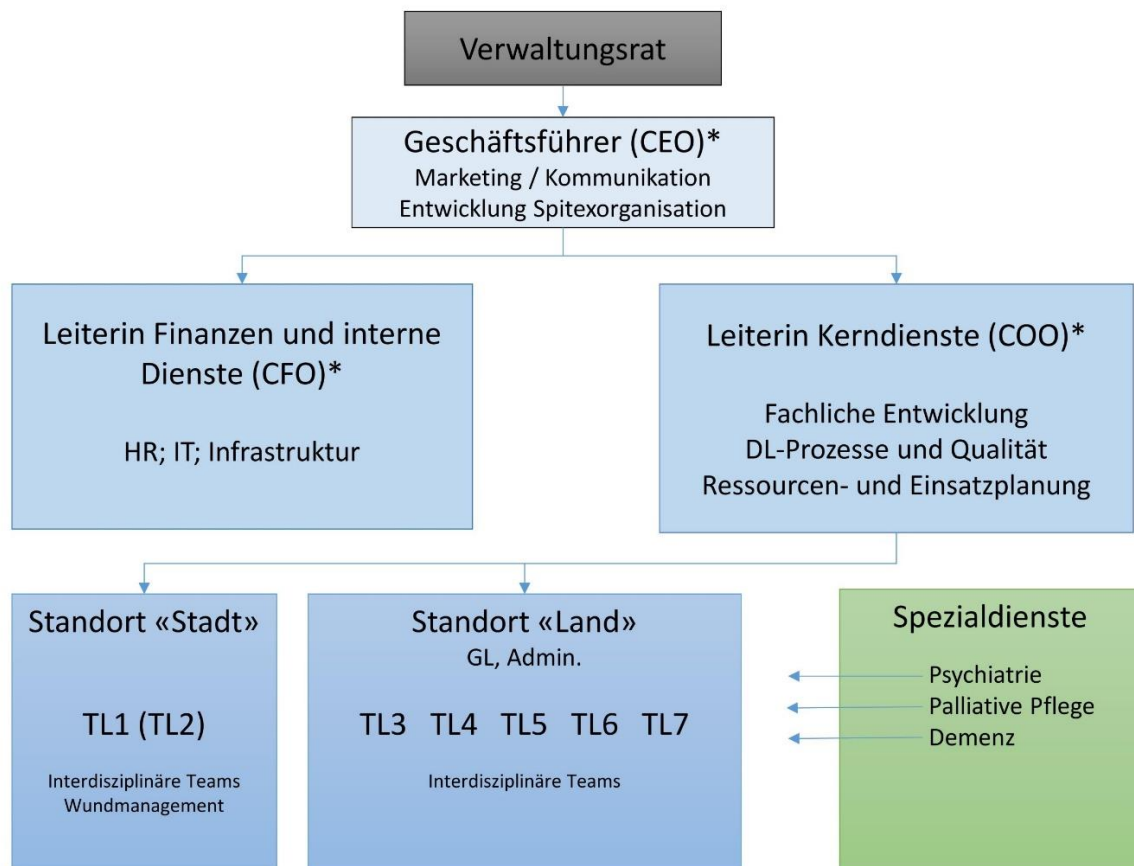 Verwaltungsrat
Geschäftsführer (CEO)*
Marketing / Kommunikation
Entwicklung Spitexorganisation
Leiterin Finanzen und interne
Dienste (CFO)*
HR; IT; Infrastruktur
Leiterin Kerndienste (COO)*
Fachliche Entwicklung
DL-Prozesse und Qualität
Ressourcen- und Einsatzplanung
Standort «Stadt»
TL1 (TL2)
Interdisziplinäre Teams
Wundmanagement
Standort «Land»
GL, Admin.
TL3 TL4 TL5 TL6 TL7
Interdisziplinäre Teams
Spezialdienste
Psychiatrie
Palliative Pflege
Demenz